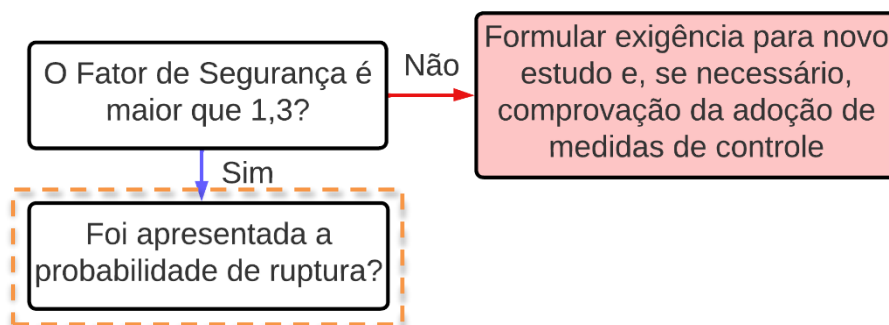 O Fator de Segurança é
maior que 1,3?
Não
Formular exigência para novo
estudo e, se necessário,
comprovação da adoção de
medidas de controle
Sim
Foi apresentada a
probabilidade de ruptura?